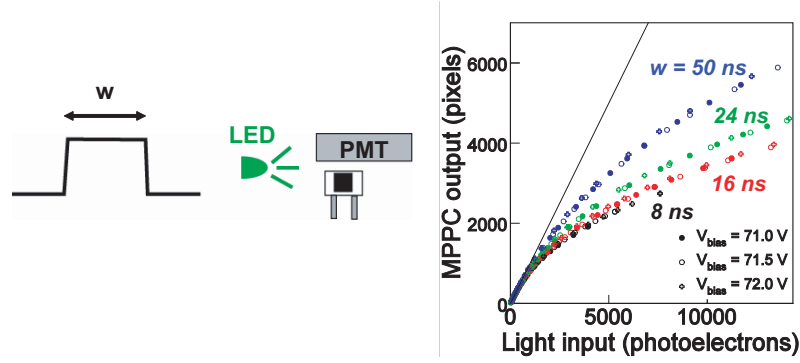 w
LED
PMT
MPPC output (pixels)
6000
4000
2000
0
w = 50 ns
24 ns
16 ns
8 ns
V_bias = 71.0 V
V_bias = 71.5 V
V_bias = 72.0 V
0
5000
10000
Light input (photoelectrons)